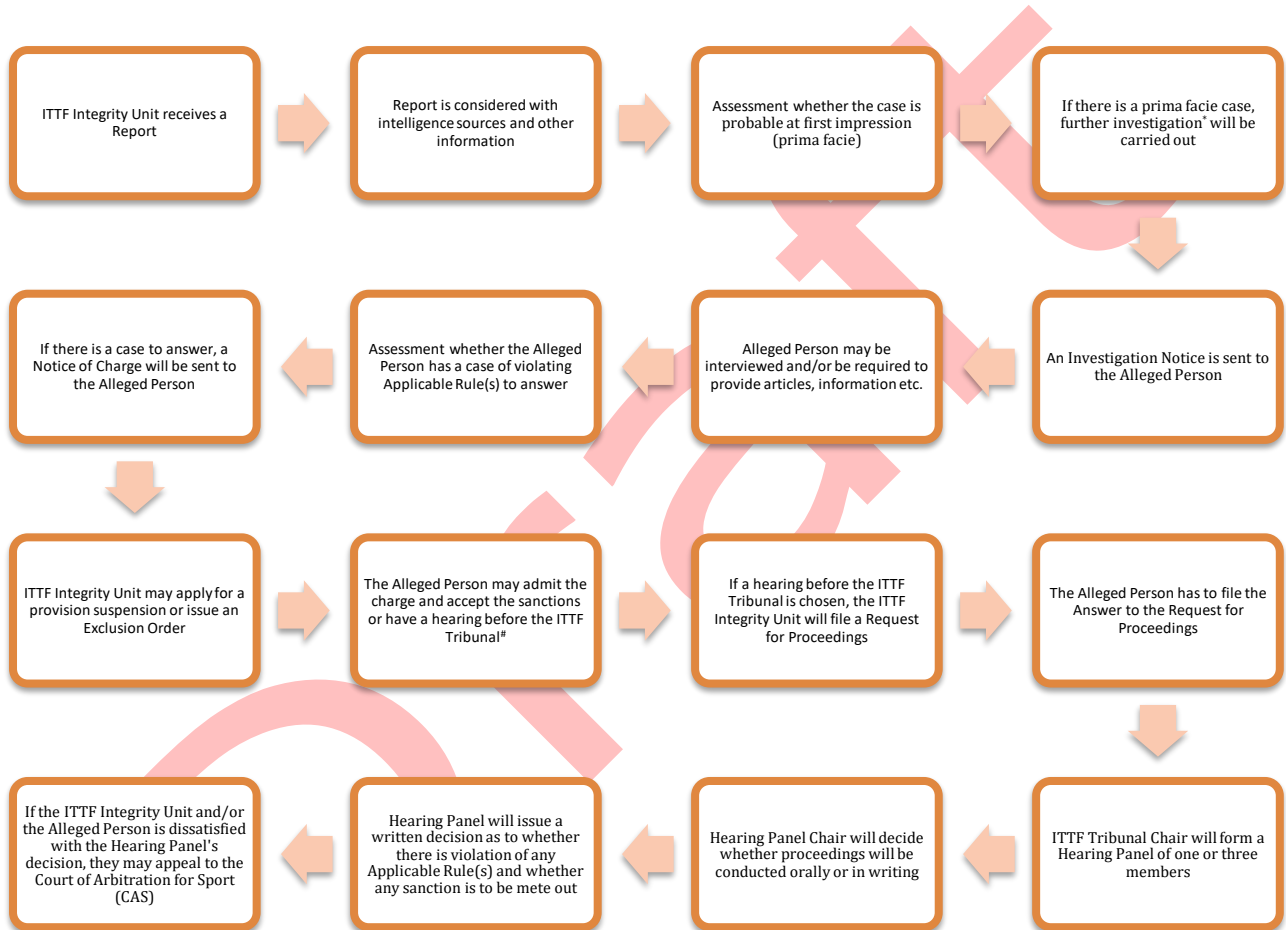 ITTF Integrity Unit receives a
Report
Report is considered with
intelligence sources and other
information
Assessment whether the case is
probable at first impression
(prima facie)
If there is a prima facie case,
further investigation* will be
carried out
An Investigation Notice is sent to
the Alleged Person
Alleged Person may be
interviewed and/or be required to
provide articles, information etc.
Assessment whether the Alleged
Person has a case of violating
Applicable Rule(s) to answer
If there is a case to answer, a
Notice of Charge will be sent to
the Alleged Person
ITTF Integrity Unit may apply for a
provision suspension or issue an
Exclusion Order
The Alleged Person may admit the
charge and accept the sanctions
or have a hearing before the ITTF
Tribunal#
If a hearing before the ITTF
Tribunal is chosen, the ITTF
Integrity Unit will file a Request
for Proceedings
The Alleged Person has to file the
Answer to the Request for
Proceedings
ITTF Tribunal Chair will form a
Hearing Panel of one or three
members
Hearing Panel Chair will decide
whether proceedings will be
conducted orally or in writing
Hearing Panel will issue a
written decision as to whether
there is violation of any
Applicable Rule(s) and whether
any sanction is to be mete out
If the ITTF Integrity Unit and/or
the Alleged Person is dissatisfied
with the Hearing Panel's
decision, they may appeal to the
Court of Arbitration for Sport
(CAS)
Draft